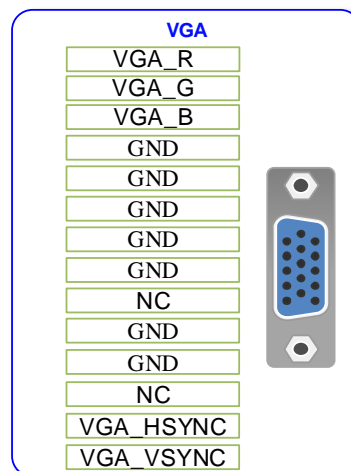 VGA
VGA_R
VGA_G
VGA_B
GND
GND
GND
GND
GND
NC
GND
GND
NC
VGA_HSYNC
VGA_VSYNC